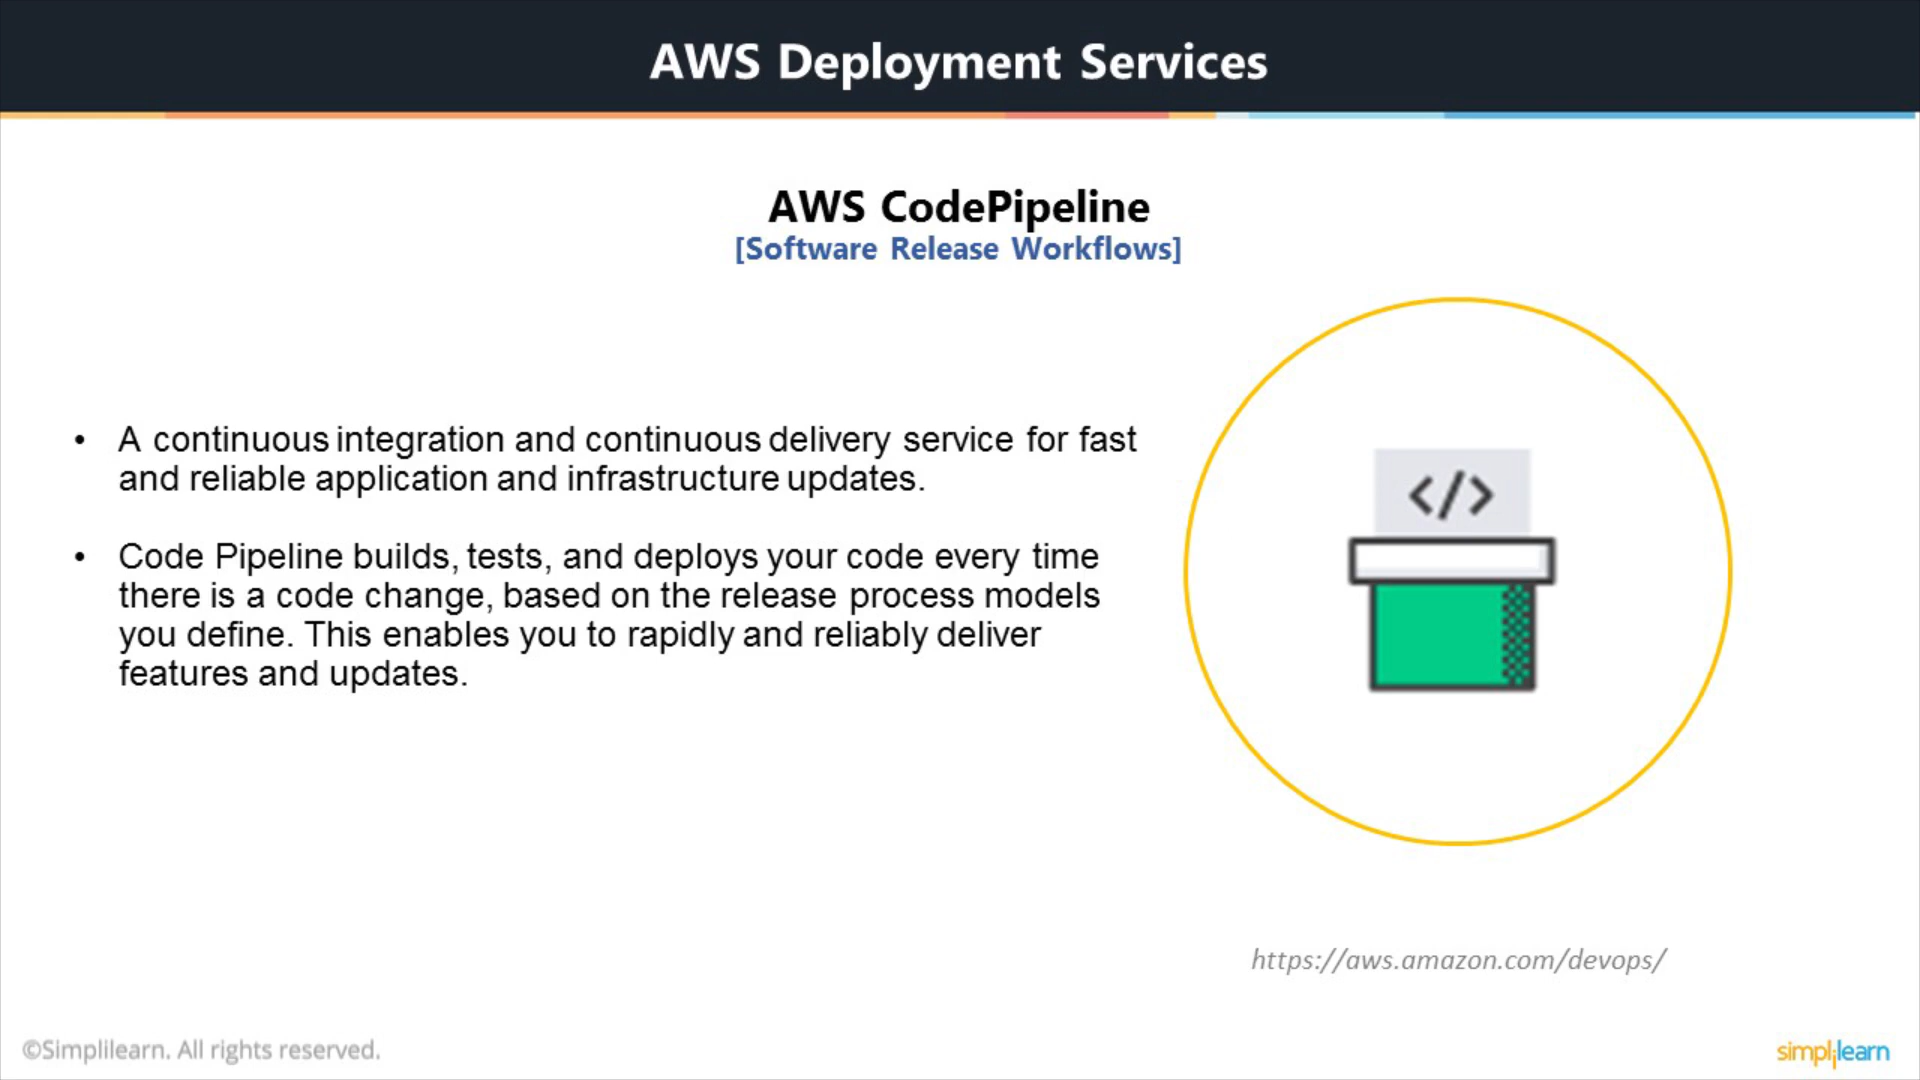 AWS Deployment Services
AWS CodePipeline
[Software Release Workflows]
• A continuous integration and continuous delivery service for fast
and reliable application and infrastructure updates.
• Code Pipeline builds, tests, and deploys your code every time
there is a code change, based on the release process models
you define. This enables you to rapidly and reliably deliver
features and updates.
</>
https://aws.amazon.com/devops/
©Simplilearn. All rights reserved.
simplilearn